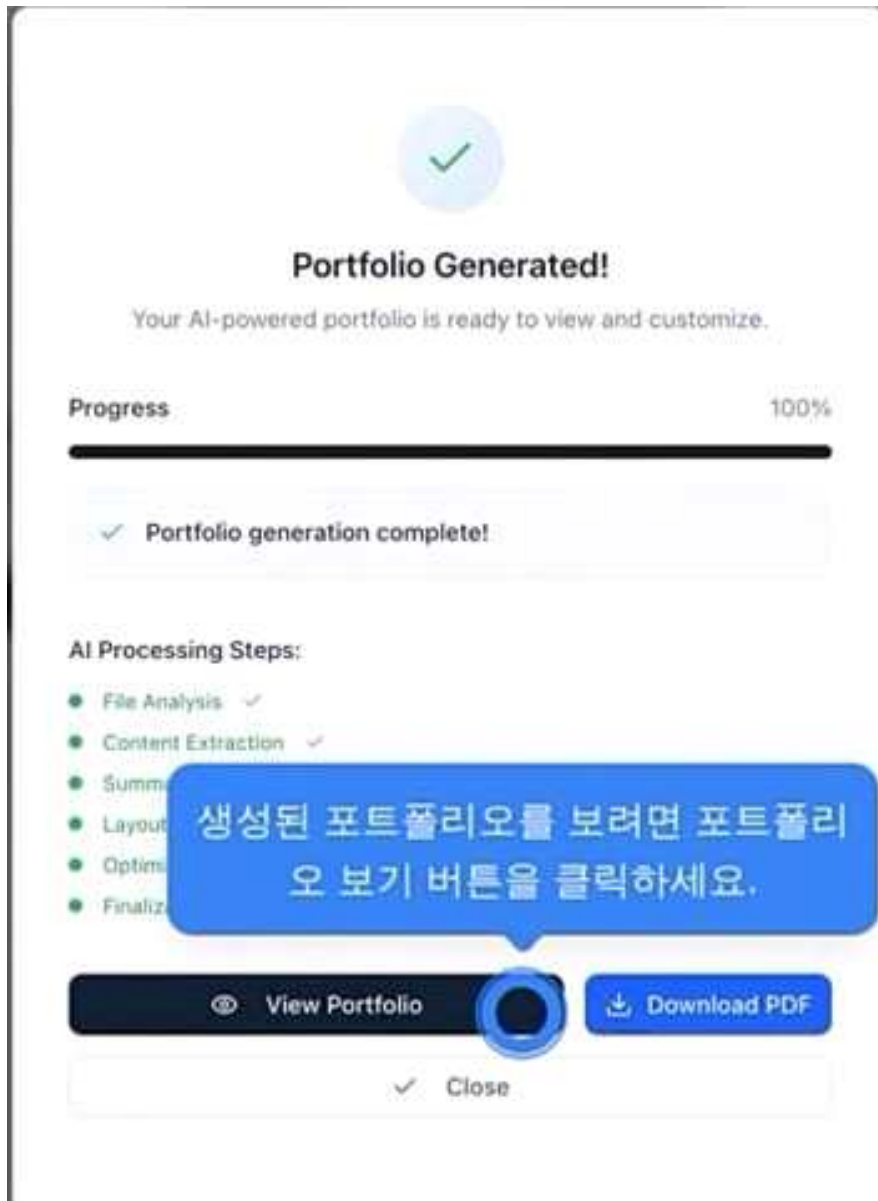 Portfolio Generated!
Your AI-powered portfolio is ready to view and customize.
Progress 100%
Portfolio generation complete!
AI Processing Steps:
File Analysis
Content Extraction
생성된 포트폴리오를 보려면 포트폴리
오 보기 버튼을 클릭하세요.
Layout
View Portfolio
Download PDF
Close